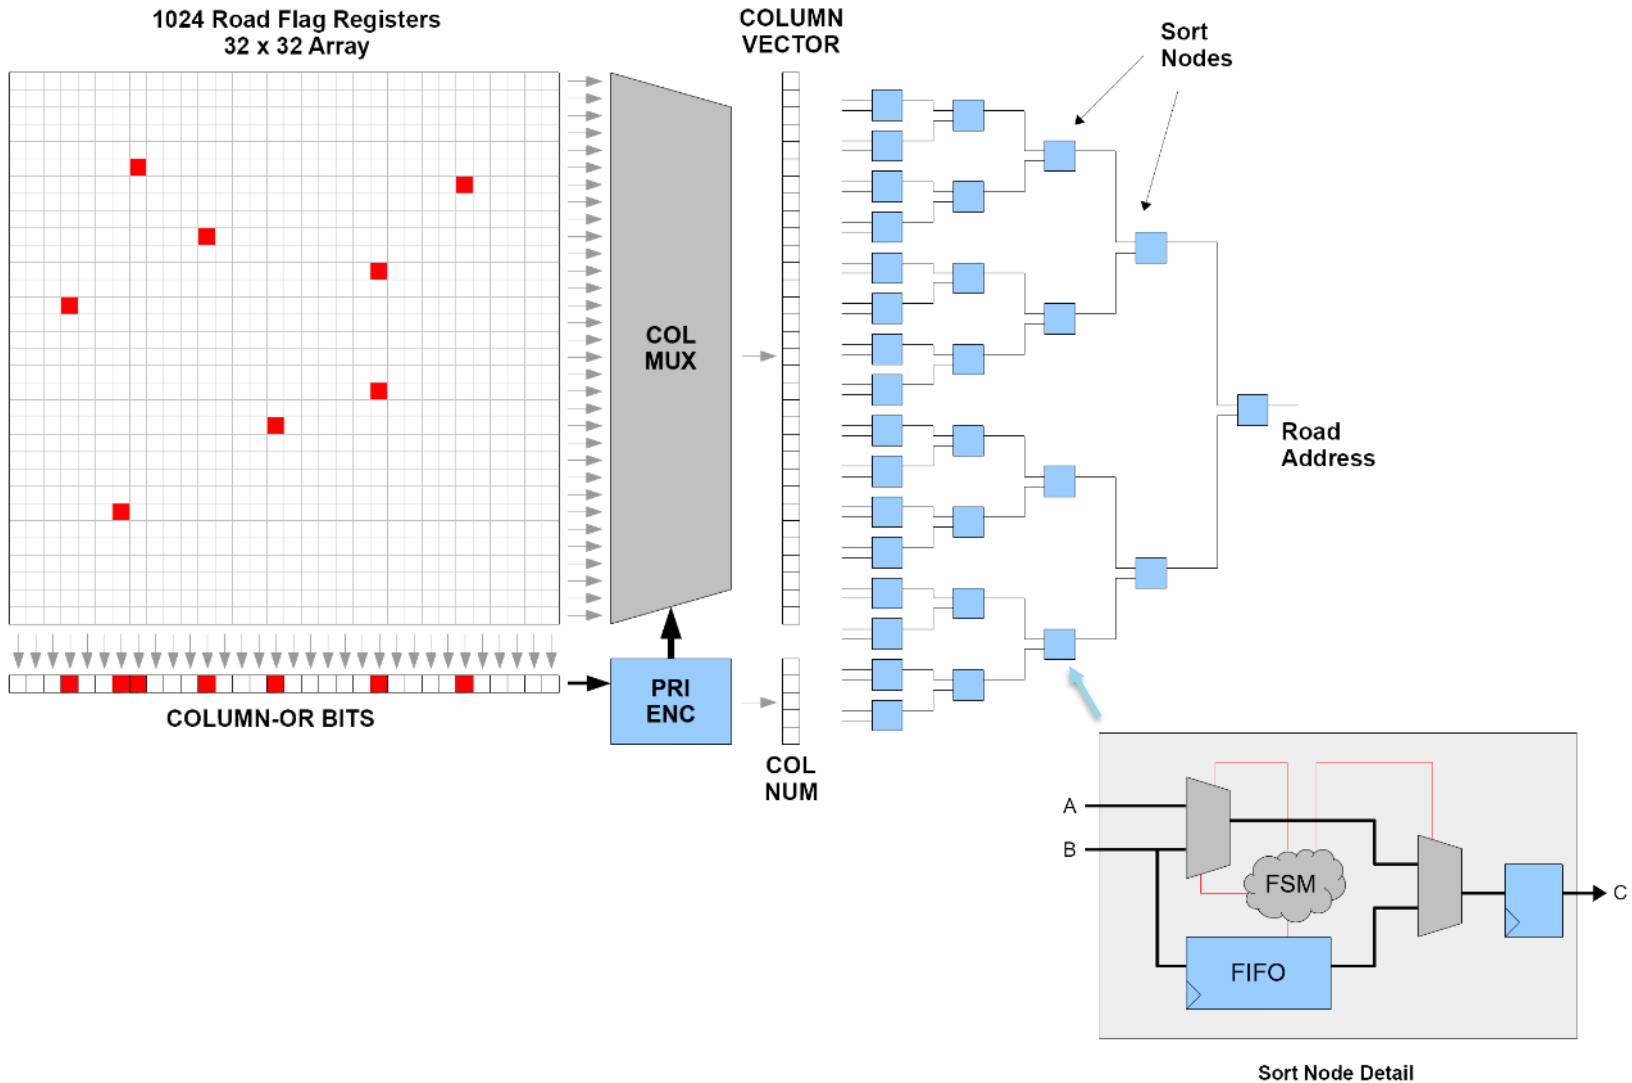 1024 Road Flag Registers
32 x 32 Array
COLUMN
VECTOR
Sort
Nodes
COL
MUX
Road
Address
PRI
ENC
COLUMN-OR BITS
COL
NUM
A
B
FSM
FIFO
C
Sort Node Detail